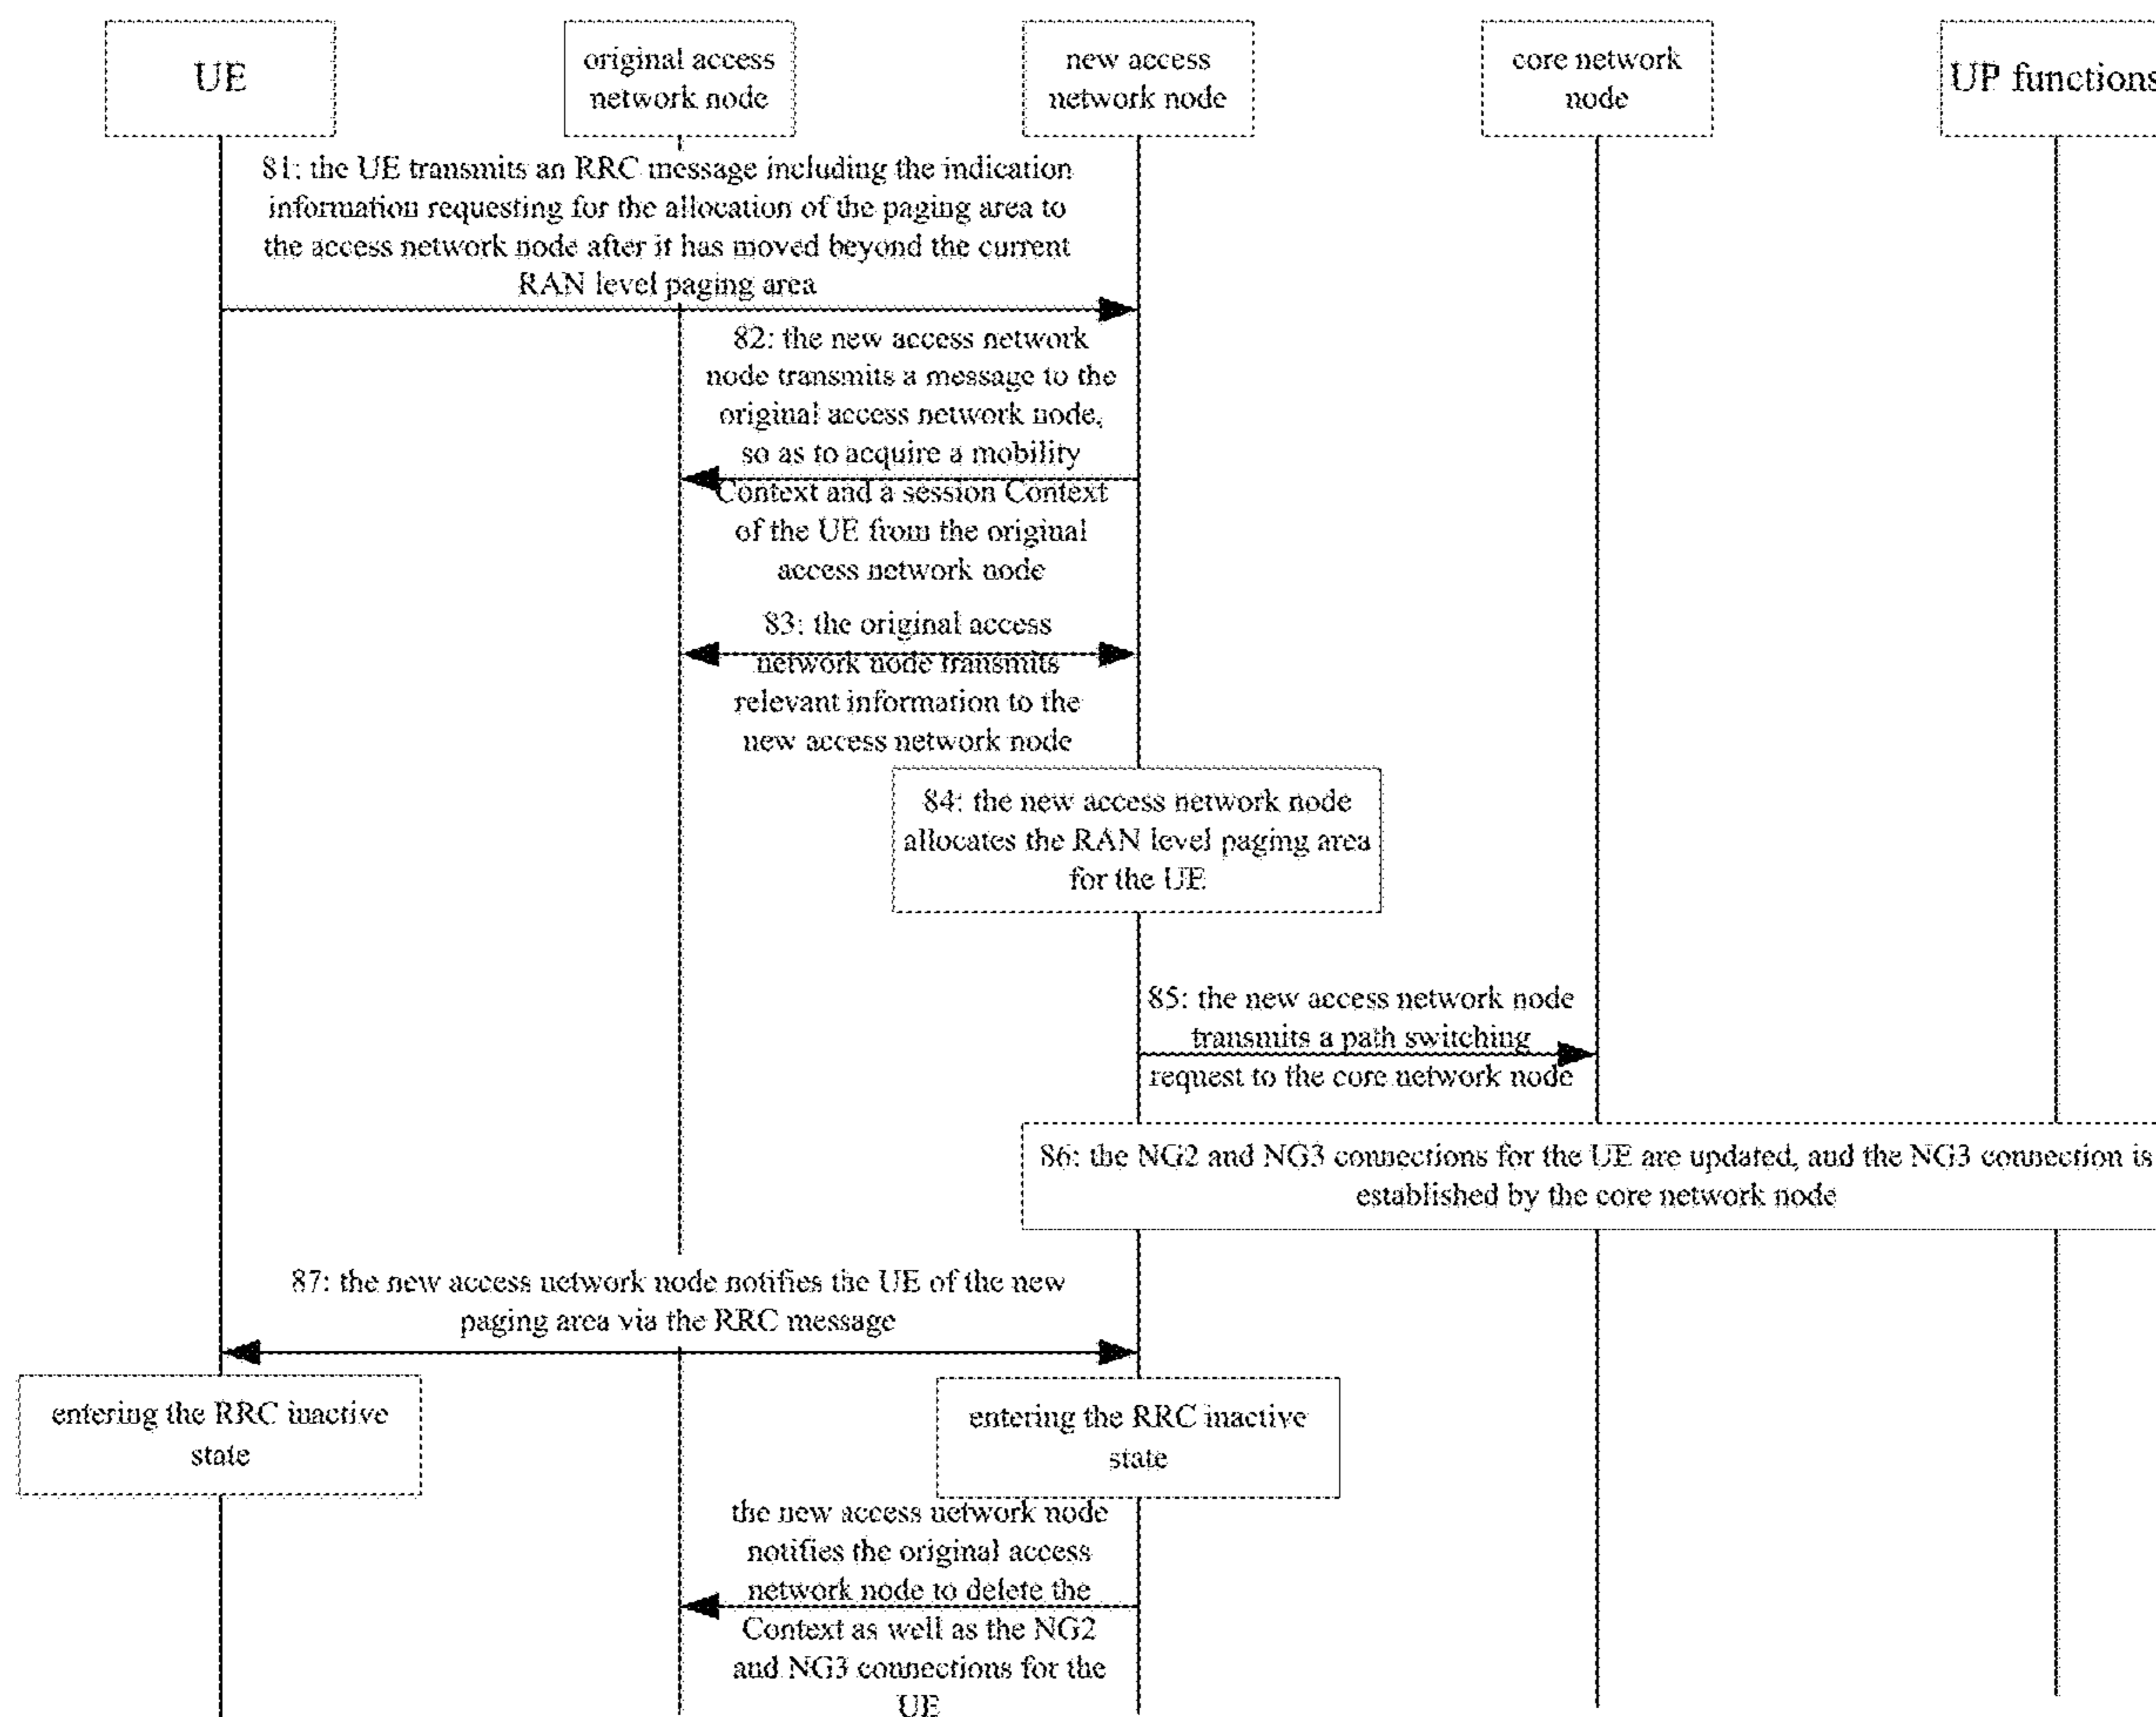 UE
original access
network node
new access
network node
core network
node
UP functions
81: the UE transmits an RRC message including the indication
information requesting for the allocation of the paging area to
the access network node after it has moved beyond the current
RAN level paging area
82: the new access network
node transmits a message to the
original access network node,
so as to acquire a mobility
Context and a session Context
of the UE from the original
access network node
83: the original access
network node transmits
relevant information to the
new access network node
84: the new access network node
allocates the RAN level paging area
for the UE
85: the new access network node
transmits a path switching
request to the core network node
86: the NG2 and NG3 connections for the UE are updated, and the NG3 connection is
established by the core network node
87: the new access network node notifies the UE of the new
paging area via the RRC message
entering the RRC inactive
state
entering the RRC inactive
state
the new access network node
notifies the original access
network node to delete the
Context as well as the NG2
and NG3 connections for the
UE